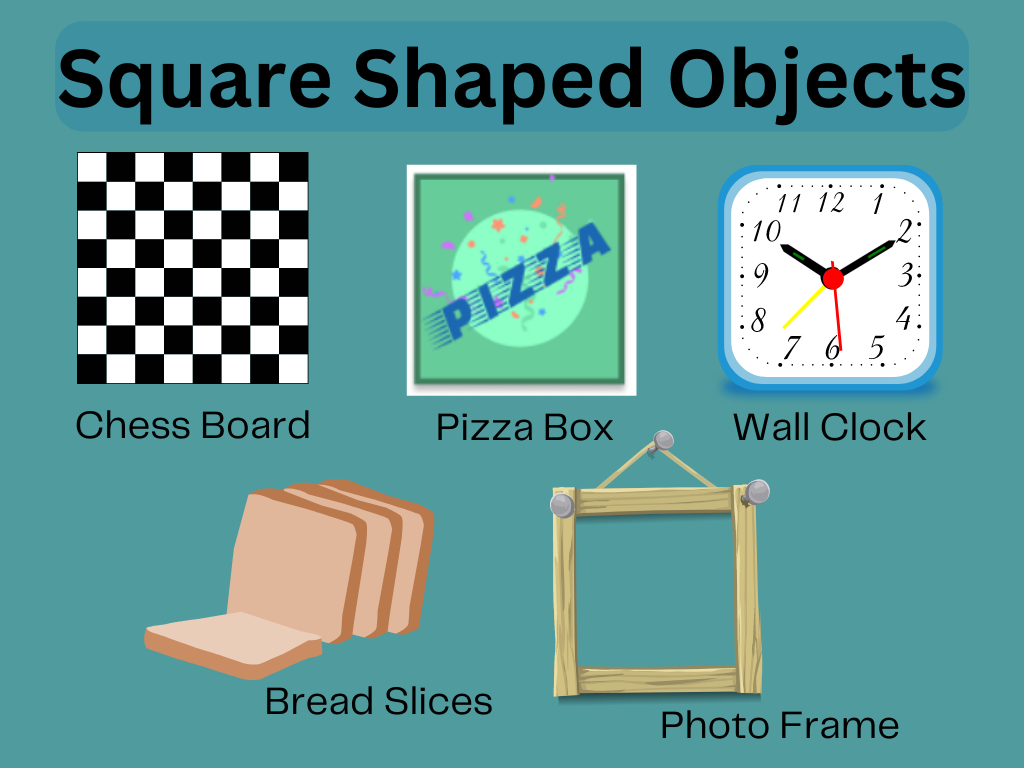 Square Shaped Objects
PIZZA
11 12 1
10 2
9 3
8 4
7 6 5
Chess Board
Pizza Box
Wall Clock
Bread Slices
Photo Frame